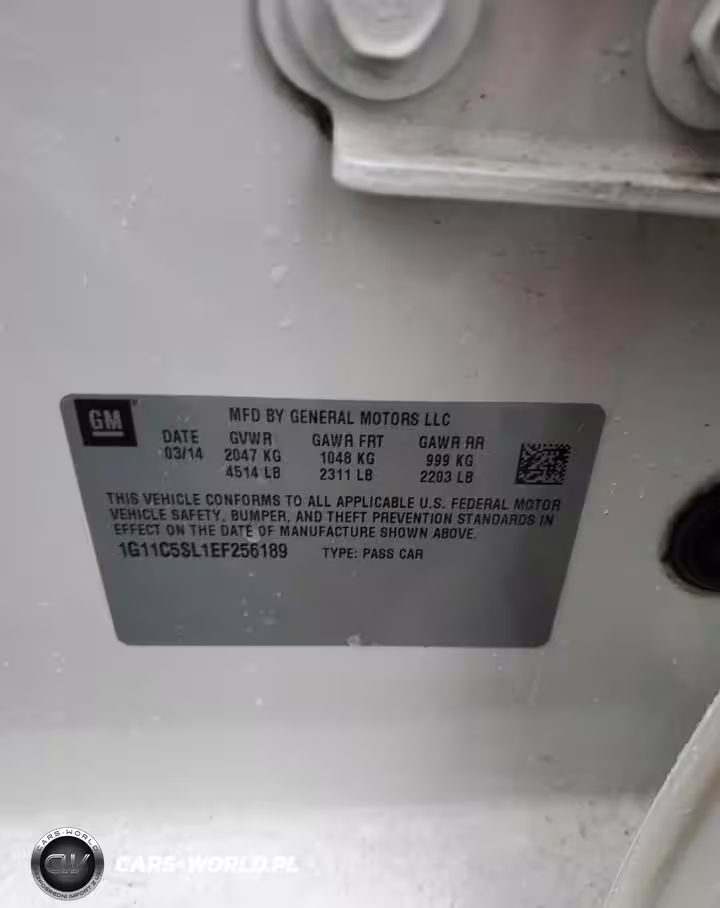 GM
MFD BY GENERAL MOTORS LLC
DATE GVWR GAWR FRT GAWR RR
03/14 2047 KG 1048 KG 999 KG
4514 LB 2311 LB 2203 LB
THIS VEHICLE CONFORMS TO ALL APPLICABLE U.S. FEDERAL MOTOR
VEHICLE SAFETY, BUMPER, AND THEFT PREVENTION STANDARDS IN
EFFECT ON THE DATE OF MANUFACTURE SHOWN ABOVE.
1G11C5SL1EF256189 TYPE: PASS CAR
CARS-WORLD
CW
CARS-WORLD.PL